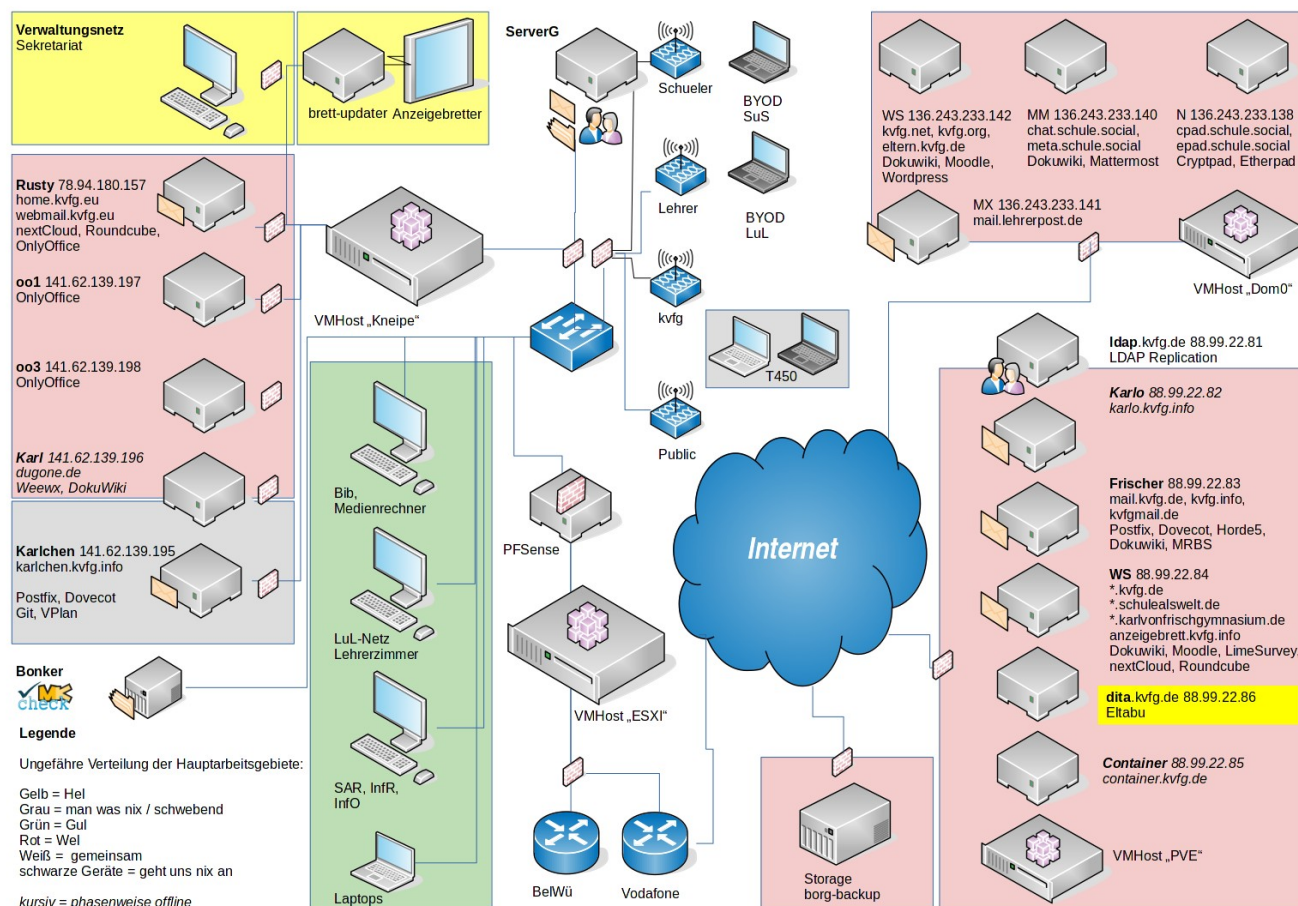 Verwaltungsnetz
Sekretariat
brett-updater
Anzeigebretter
ServerG
Schueler
BYOD
SuS
Lehrer
BYOD
LuL
kvfg
T450
Public
WS 136.243.233.142
kvfg.net, kvfg.org,
eltern.kvfg.de
Dokuwiki, Moodle,
Wordpress
MM 136.243.233.140
chat.schule.social,
meta.schule.social
Dokuwiki, Mattermost
N 136.243.233.138
cpad.schule.social,
epad.schule.social
Cryptpad, Etherpad
MX 136.243.233.141
mail.lehrerpost.de
VMHost „Dom0“
Rusty 78.94.180.157
home.kvfg.eu
webmail.kvfg.eu
nextCloud, Roundcube,
OnlyOffice
oo1 141.62.139.197
OnlyOffice
oo3 141.62.139.198
OnlyOffice
Karl 141.62.139.196
dugone.de
Weewx, DokuWiki
Karlchen 141.62.139.195
karlchen.kvfg.info
Postfix, Dovecot
Git, VPlan
VMHost „Kneipe“
Bib,
Medienrechner
LuL-Netz
Lehrerzimmer
SAR, InfR,
InfO
Laptops
PFSense
VMHost „ESXI“
BelWü
Vodafone
Internet
Storage
borg-backup
ldap.kvfg.de 88.99.22.81
LDAP Replication
Karlo 88.99.22.82
karlo.kvfg.info
Frischer 88.99.22.83
mail.kvfg.de, kvfg.info,
kvfgmail.de
Postfix, Dovecot, Horde5,
Dokuwiki, MRBS
WS 88.99.22.84
*.kvfg.de
*.schulealswelt.de
*.karlvonfrischgymnasium.de
anzeigebrett.kvfg.info
Dokuwiki, Moodle, LimeSurvey,
nextCloud, Roundcube
dita.kvfg.de 88.99.22.86
Eltabu
Container 88.99.22.85
container.kvfg.de
VMHost „PVE“
Bonker
MK
check
Legende
Ungefähre Verteilung der Hauptarbeitsgebiete:
Gelb = Hel
Grau = man was nix / schwebend
Grün = Gul
Rot = Wel
Weiß = gemeinsam
schwarze Geräte = geht uns nix an
kursiv = phasenweise offline